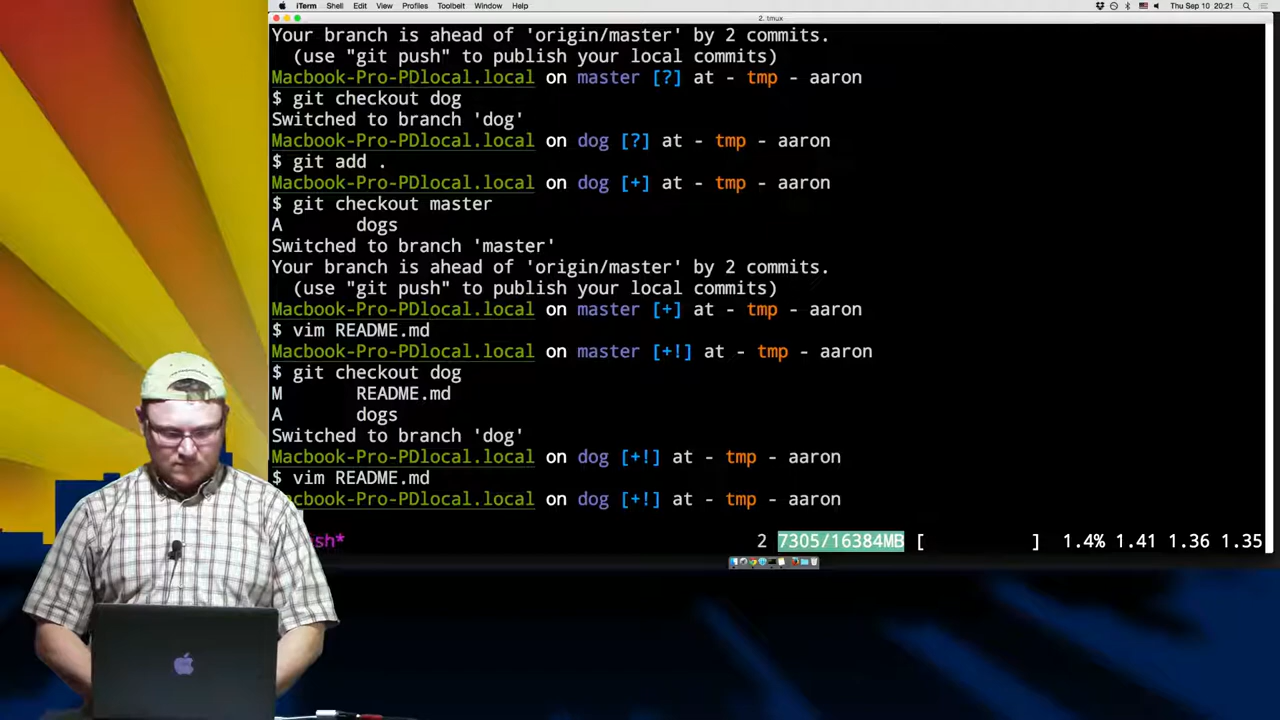 iTerm Shell Edit View Profiles Toolbelt Window Help Thu Sep 10 20:21
2. tmux
Your branch is ahead of 'origin/master' by 2 commits.
(use "git push" to publish your local commits)
Macbook-Pro-PDlocal.local on master [?] at - tmp - aaron
$ git checkout dog
Switched to branch 'dog'
Macbook-Pro-PDlocal.local on dog [?] at - tmp - aaron
$ git add .
Macbook-Pro-PDlocal.local on dog [+] at - tmp - aaron
$ git checkout master
A dogs
Switched to branch 'master'
Your branch is ahead of 'origin/master' by 2 commits.
(use "git push" to publish your local commits)
Macbook-Pro-PDlocal.local on master [+] at - tmp - aaron
$ vim README.md
Macbook-Pro-PDlocal.local on master [+!] at - tmp - aaron
$ git checkout dog
M README.md
A dogs
Switched to branch 'dog'
Macbook-Pro-PDlocal.local on dog [+!] at - tmp - aaron
$ vim README.md
acbook-Pro-PDlocal.local on dog [+!] at - tmp - aaron
sh* 2 7305/16384MB [ ] 1.4% 1.41 1.36 1.35